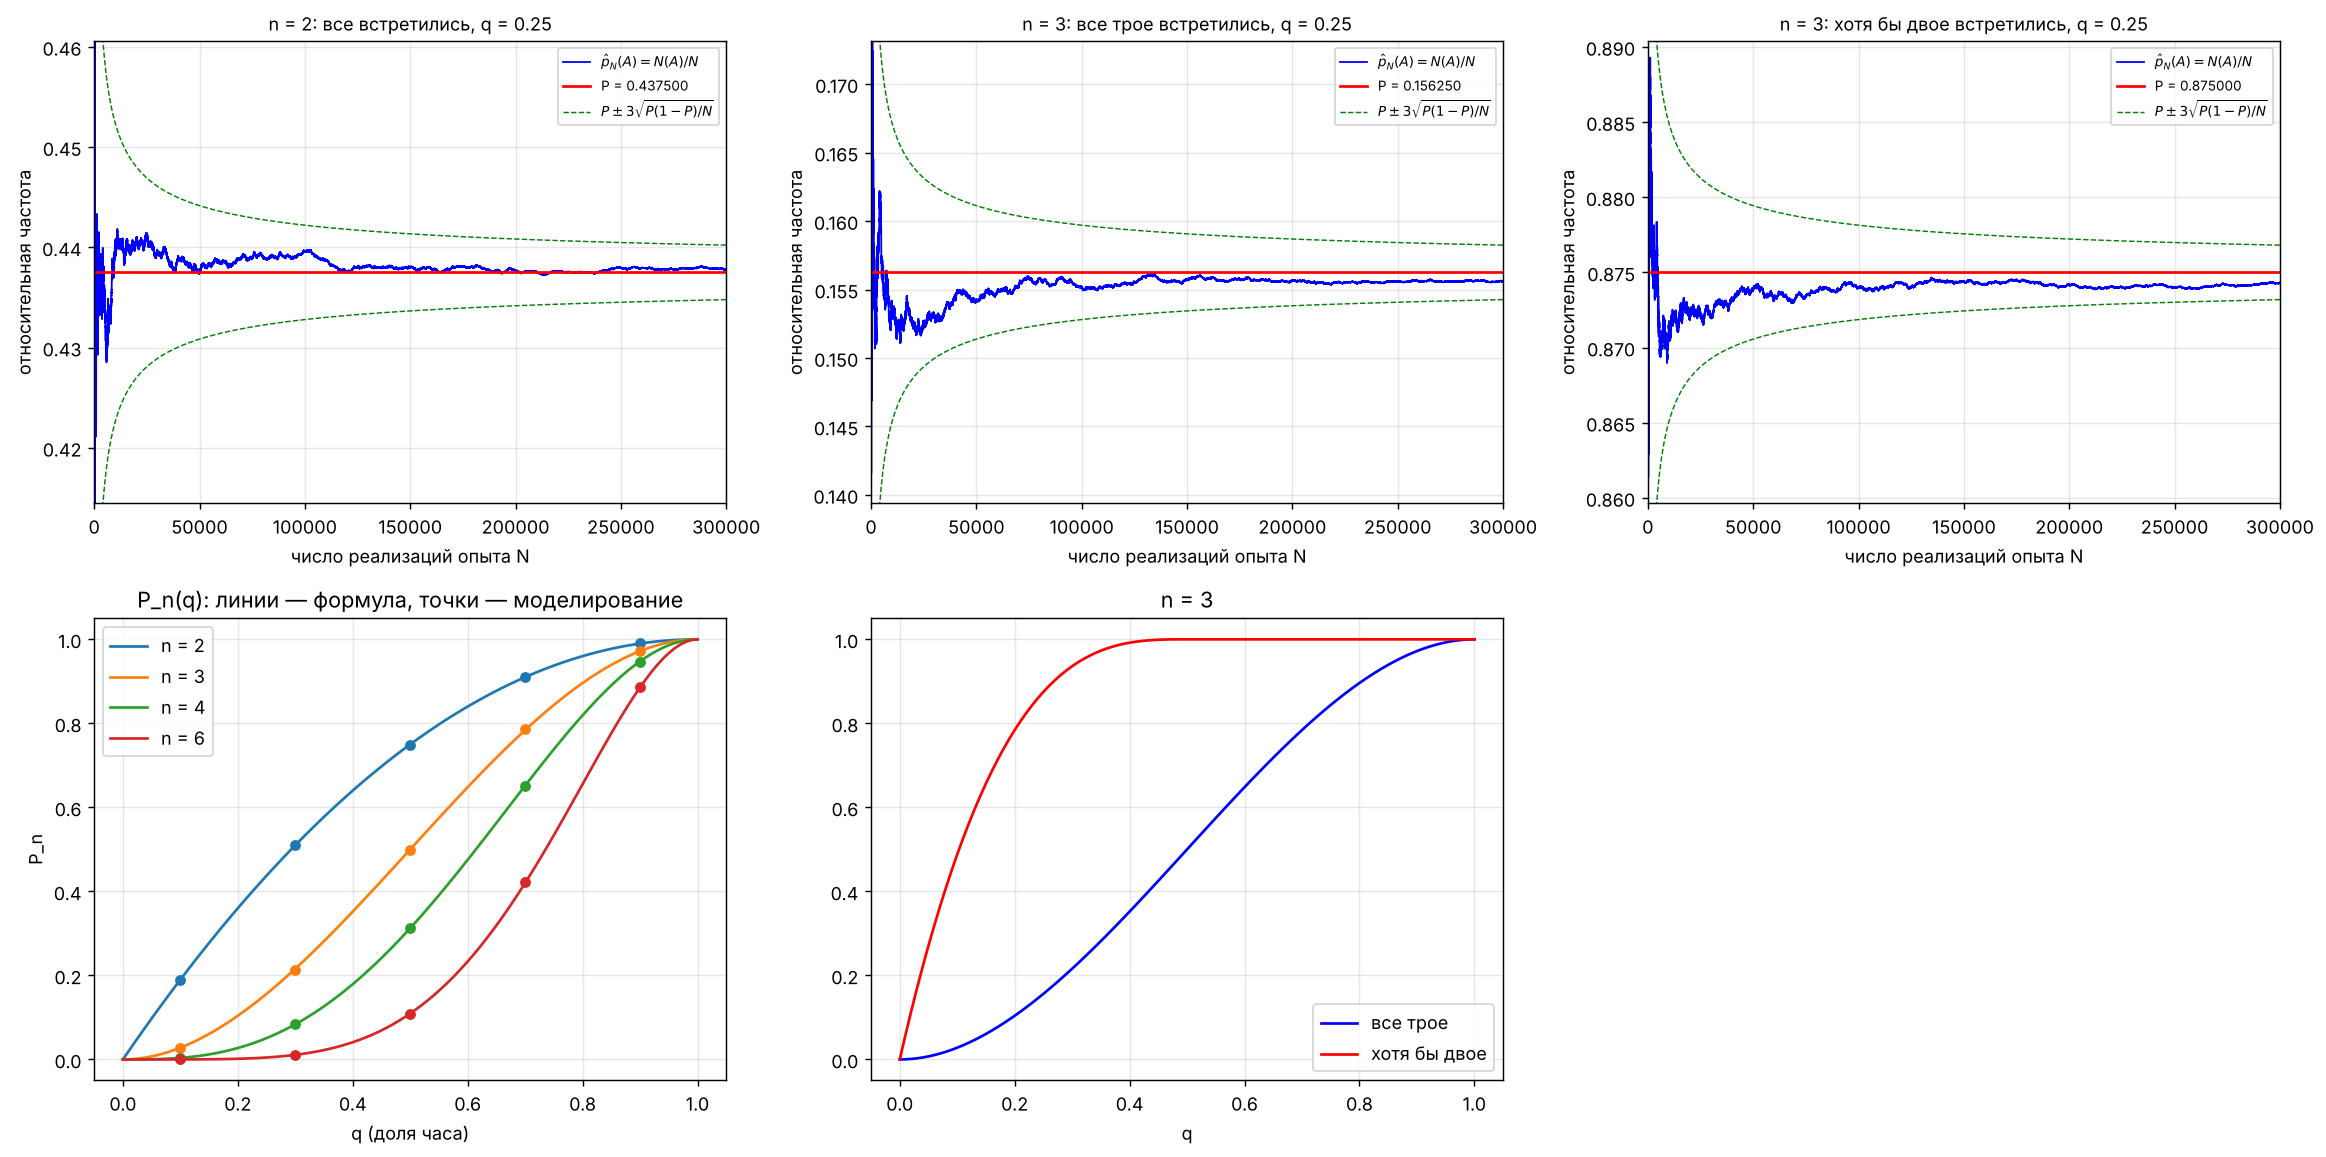 n = 2: все встретились, q = 0.25
0.46
0.45
0.44
0.43
0.42
относительная частота
0 50000 100000 150000 200000 250000 300000
число реализаций опыта N
p̂_N(A) = N(A)/N
P = 0.437500
P ± 3√P(1 − P)/N
n = 3: все трое встретились, q = 0.25
0.170
0.165
0.160
0.155
0.150
0.145
0.140
относительная частота
0 50000 100000 150000 200000 250000 300000
число реализаций опыта N
p̂_N(A) = N(A)/N
P = 0.156250
P ± 3√P(1 − P)/N
n = 3: хотя бы двое встретились, q = 0.25
0.890
0.885
0.880
0.875
0.870
0.865
0.860
относительная частота
0 50000 100000 150000 200000 250000 300000
число реализаций опыта N
p̂_N(A) = N(A)/N
P = 0.875000
P ± 3√P(1 − P)/N
P_n(q): линии — формула, точки — моделирование
n = 2
n = 3
n = 4
n = 6
1.0
0.8
0.6
0.4
0.2
0.0
P_n
0.0 0.2 0.4 0.6 0.8 1.0
q (доля часа)
n = 3
1.0
0.8
0.6
0.4
0.2
0.0
все трое
хотя бы двое
0.0 0.2 0.4 0.6 0.8 1.0
q